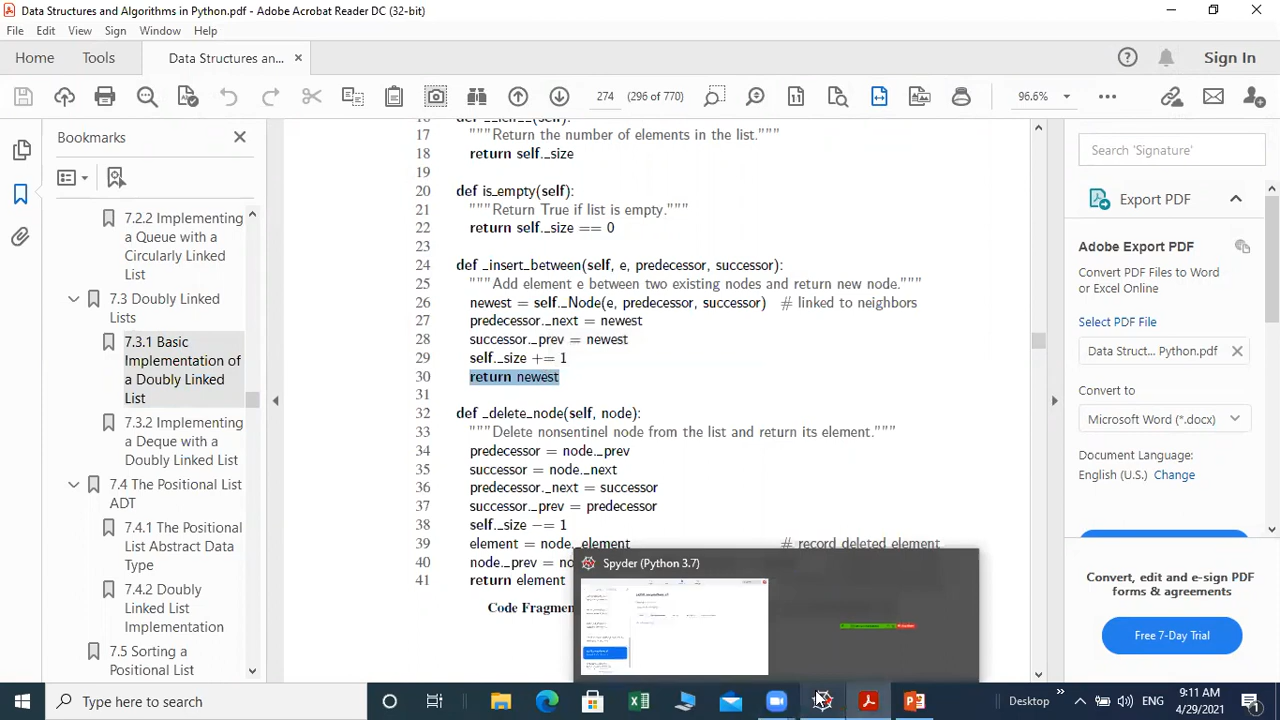 Data Structures and Algorithms in Python.pdf - Adobe Acrobat Reader DC (32-bit)
File Edit View Sign Window Help
Home Tools Data Structures an... × Sign In
274 (296 of 770) 96.6%
Bookmarks
7.2.2 Implementing
a Queue with a
Circularly Linked
List
7.3 Doubly Linked
Lists
7.3.1 Basic
Implementation of
a Doubly Linked
List
7.3.2 Implementing
a Deque with a
Doubly Linked List
7.4 The Positional List
ADT
7.4.1 The Positional
List Abstract Data
Type
7.4.2 Doubly
Linked List
Implementation
7.5 Sorting a
Positional List
17 """Return the number of elements in the list."""
18 return self._size
19
20 def is_empty(self):
21 """Return True if list is empty."""
22 return self._size == 0
23
24 def _insert_between(self, e, predecessor, successor):
25 """Add element e between two existing nodes and return new node."""
26 newest = self._Node(e, predecessor, successor) # linked to neighbors
27 predecessor._next = newest
28 successor._prev = newest
29 self._size += 1
30 return newest
31
32 def _delete_node(self, node):
33 """Delete nonsentinel node from the list and return its element."""
34 predecessor = node._prev
35 successor = node._next
36 predecessor._next = successor
37 successor._prev = predecessor
38 self._size −= 1
39 element = node._element # record deleted element
40 node._prev = no
41 return element
Code Fragmen
Spyder (Python 3.7)
Search 'Signature'
Export PDF
Adobe Export PDF
Convert PDF Files to Word
or Excel Online
Select PDF File
Data Struct... Python.pdf ×
Convert to
Microsoft Word (*.docx)
Document Language:
English (U.S.) Change
Convert, edit and e-sign PDF
forms & agreements
Free 7-Day Trial
Type here to search
Desktop
ENG
9:11 AM
4/29/2021